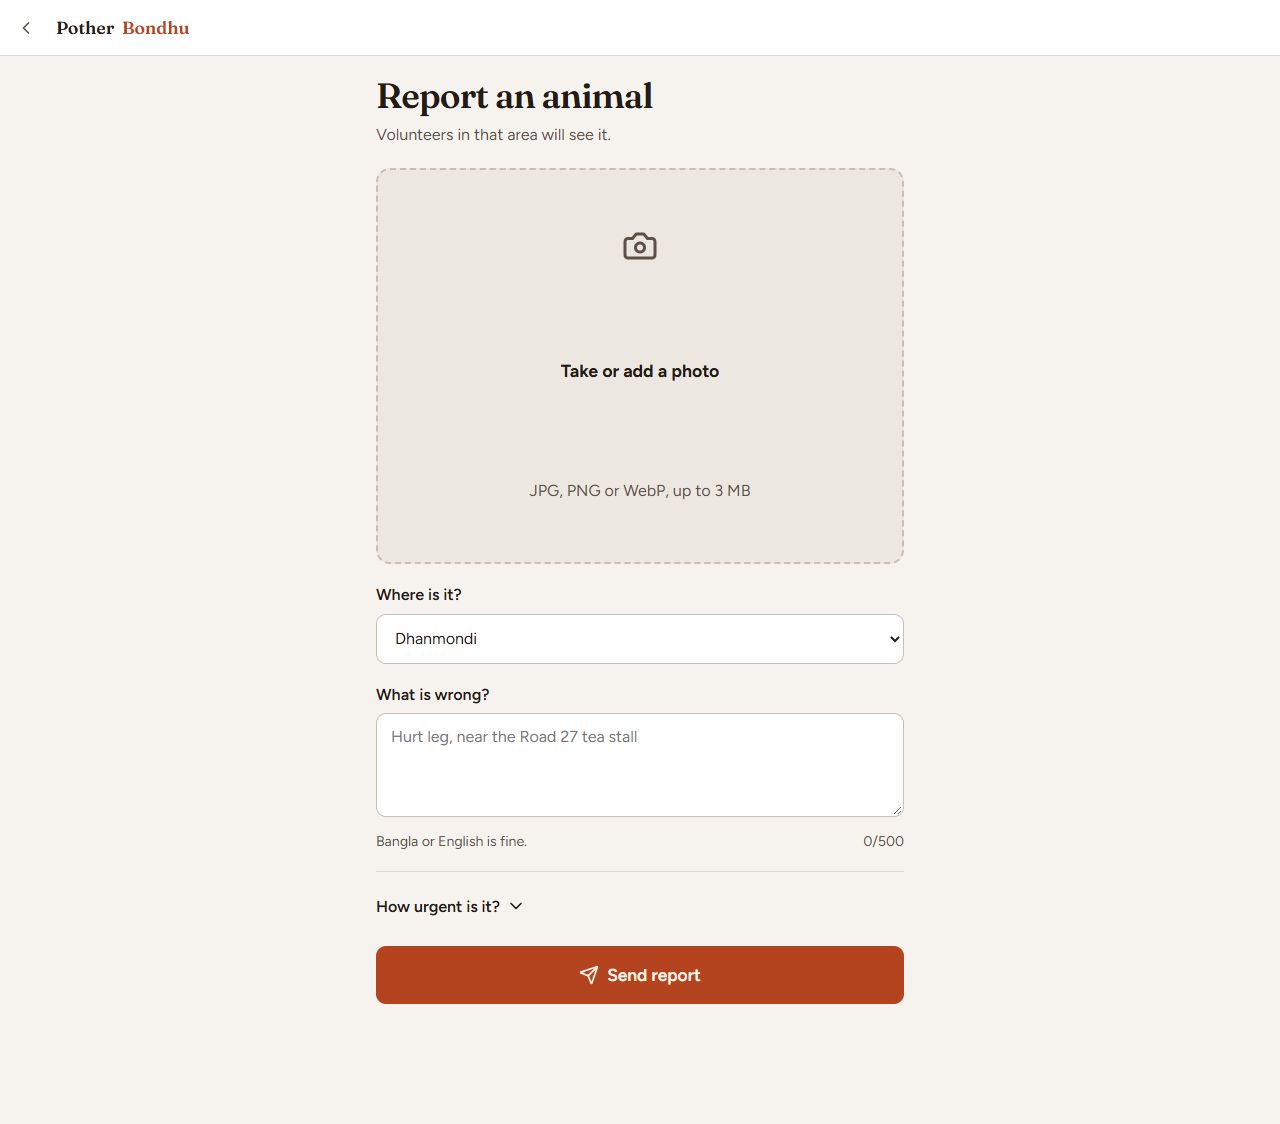 Pother Bondhu
Report an animal
Volunteers in that area will see it.
Take or add a photo
JPG, PNG or WebP, up to 3 MB
Where is it?
Dhanmondi
What is wrong?
Hurt leg, near the Road 27 tea stall
Bangla or English is fine. 0/500
How urgent is it?
Send report